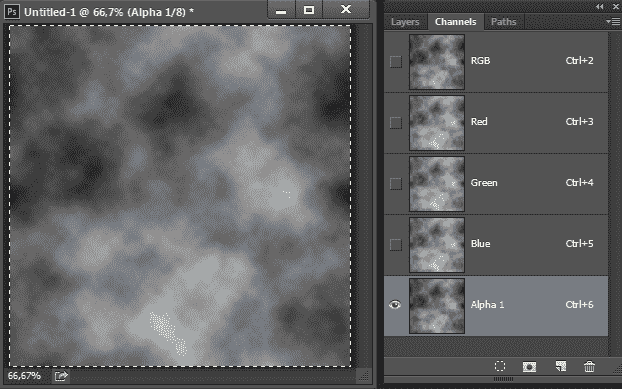 Ps Untitled-1 @ 66,7% (Alpha 1/8) *
66,67%
Layers Channels Paths
RGB Ctrl+2
Red Ctrl+3
Green Ctrl+4
Blue Ctrl+5
Alpha 1 Ctrl+6